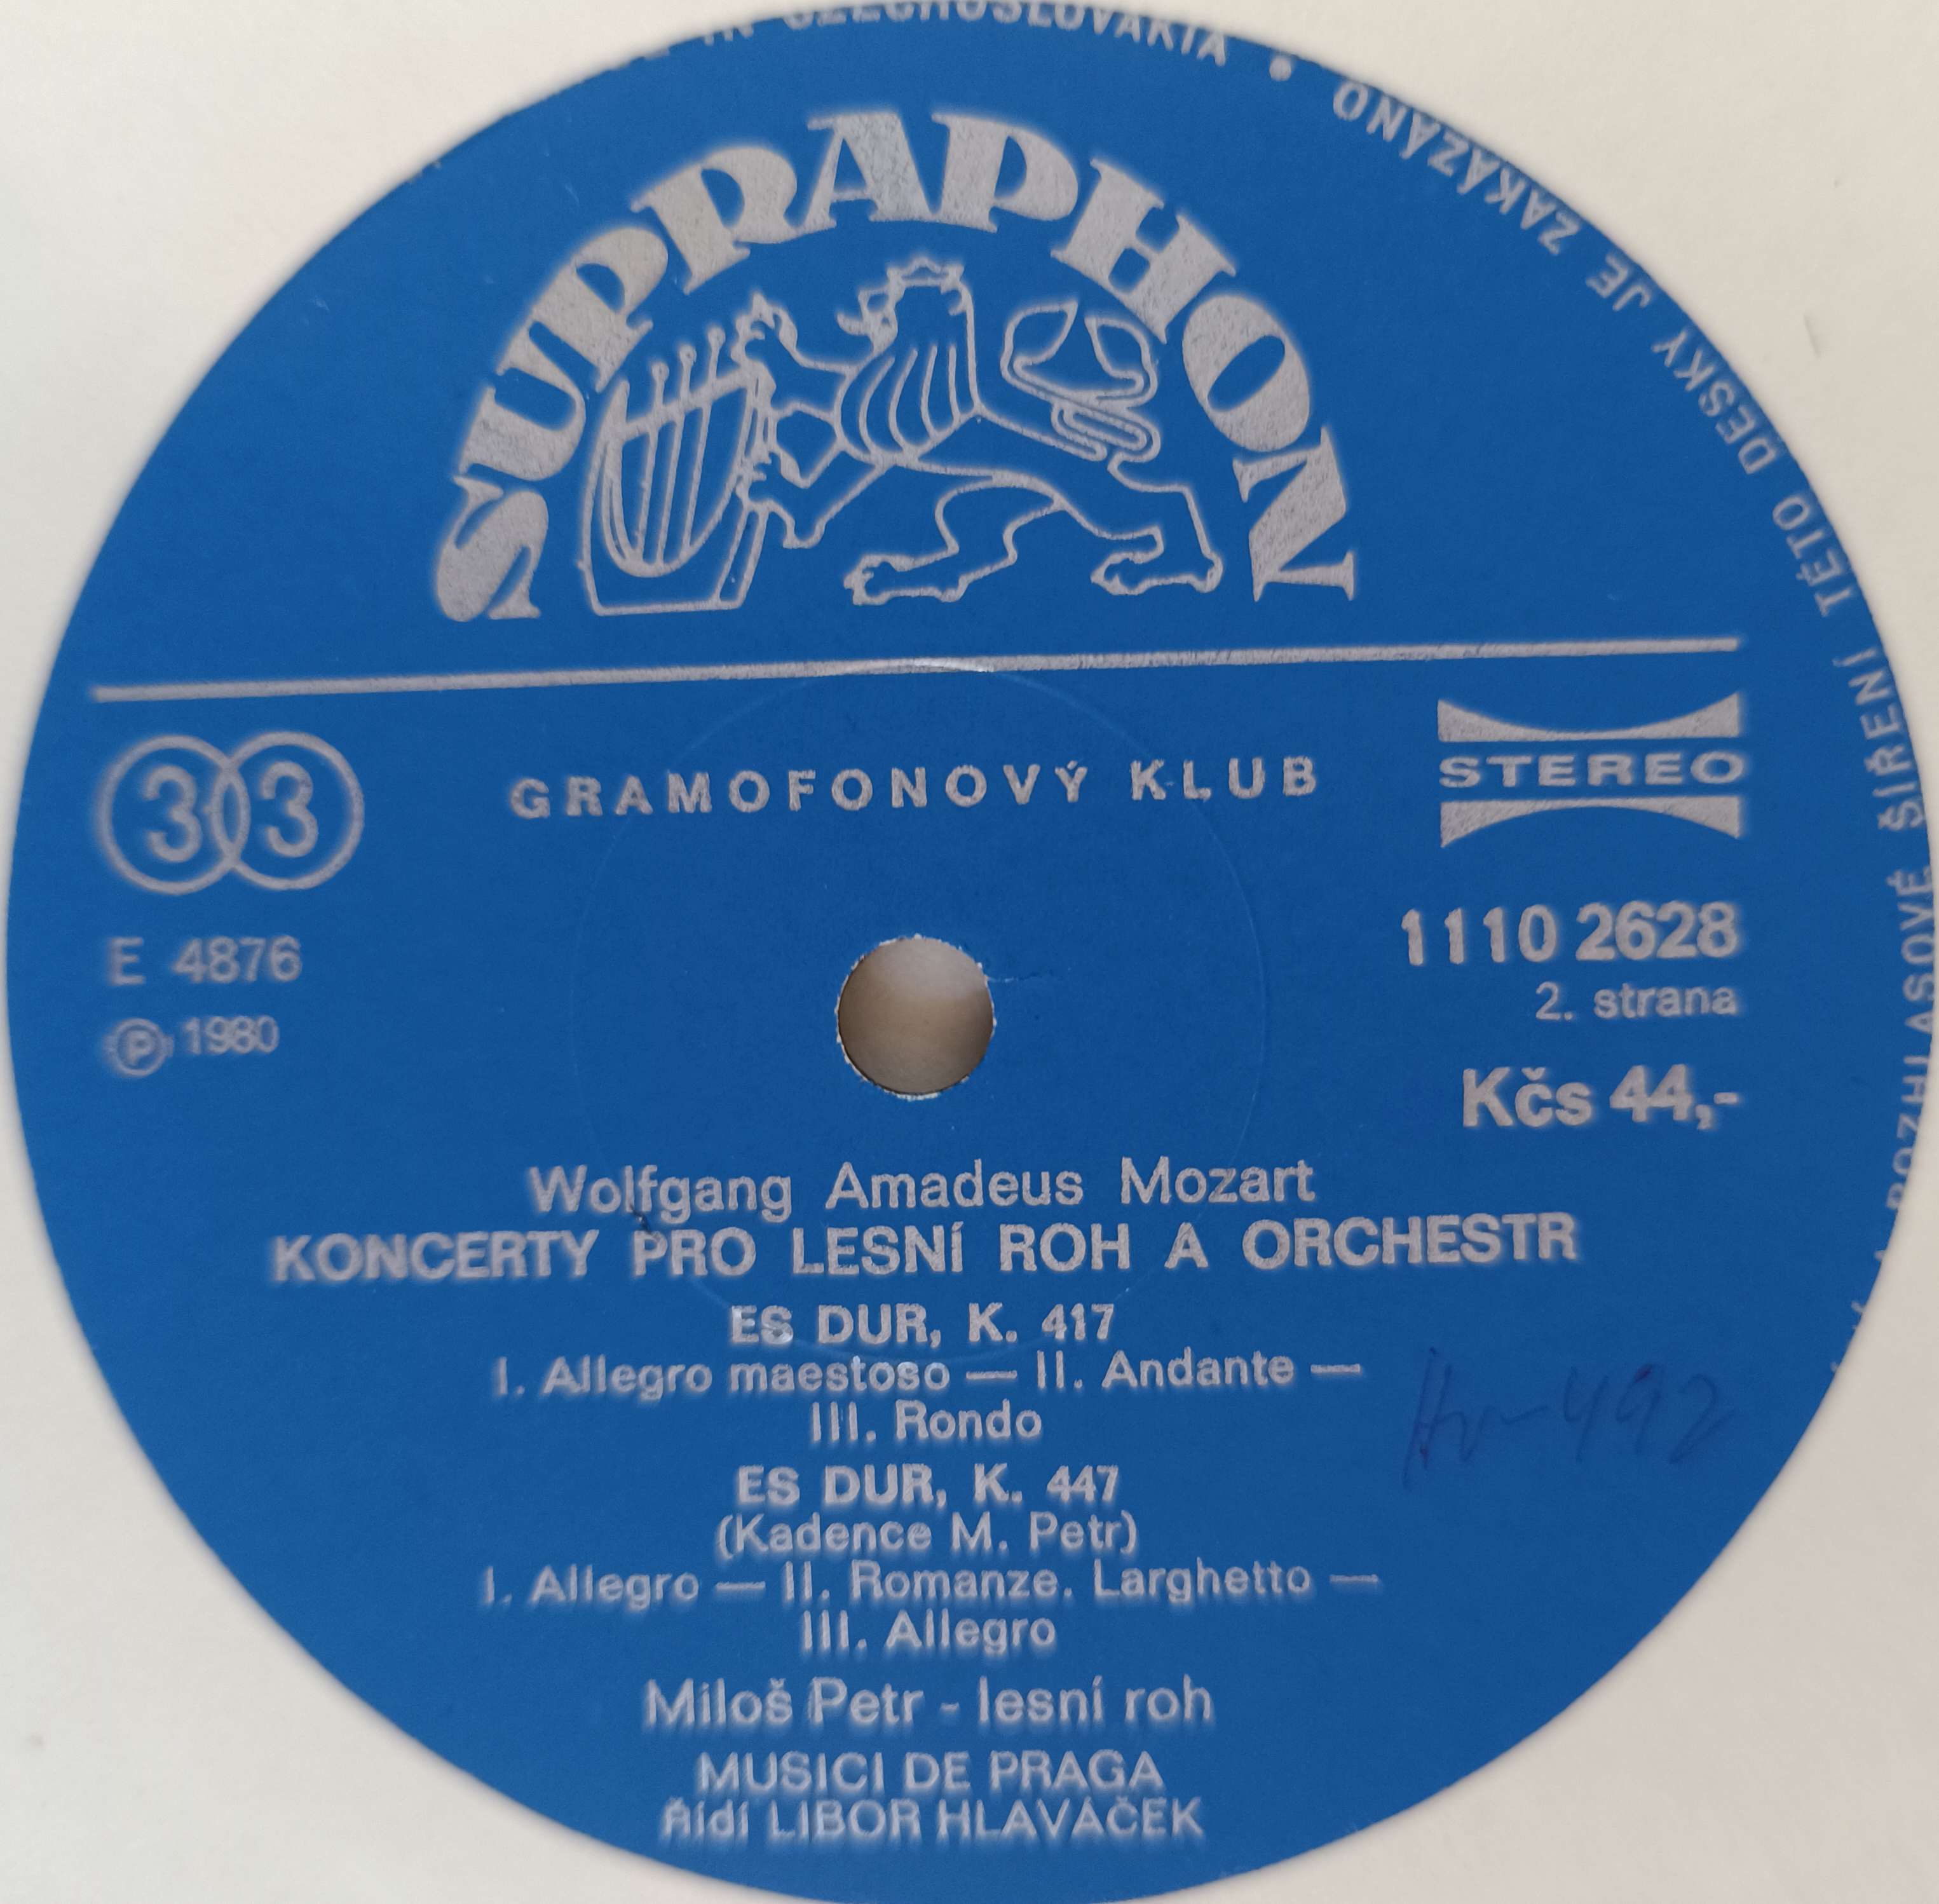 CZECHOSLOVAKIA • ROZHLASOVÉ ŠÍŘENÍ TÉTO DESKY JE ZAKÁZÁNO
SUPRAPHON
33
GRAMOFONOVÝ KLUB
STEREO
E 4876
1110 2628
℗ 1980
2. strana
Kčs 44,-
Wolfgang Amadeus Mozart
KONCERTY PRO LESNÍ ROH A ORCHESTR
ES DUR, K. 417
I. Allegro maestoso — II. Andante —
III. Rondo
ES DUR, K. 447
(Kadence M. Petr)
I. Allegro — II. Romanze. Larghetto —
III. Allegro
Miloš Petr - lesní roh
MUSICI DE PRAGA
Řídí LIBOR HLAVÁČEK